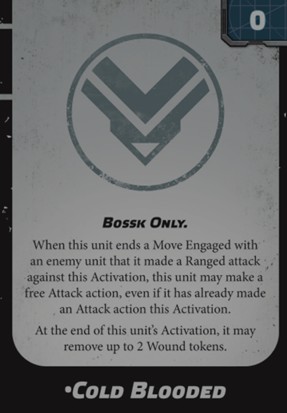 0
Bossk Only.
When this unit ends a Move Engaged with
an enemy unit that it made a Ranged attack
against this Activation, this unit may make a
free Attack action, even if it has already made
an Attack action this Activation.
At the end of this unit's Activation, it may
remove up to 2 Wound tokens.
•Cold Blooded